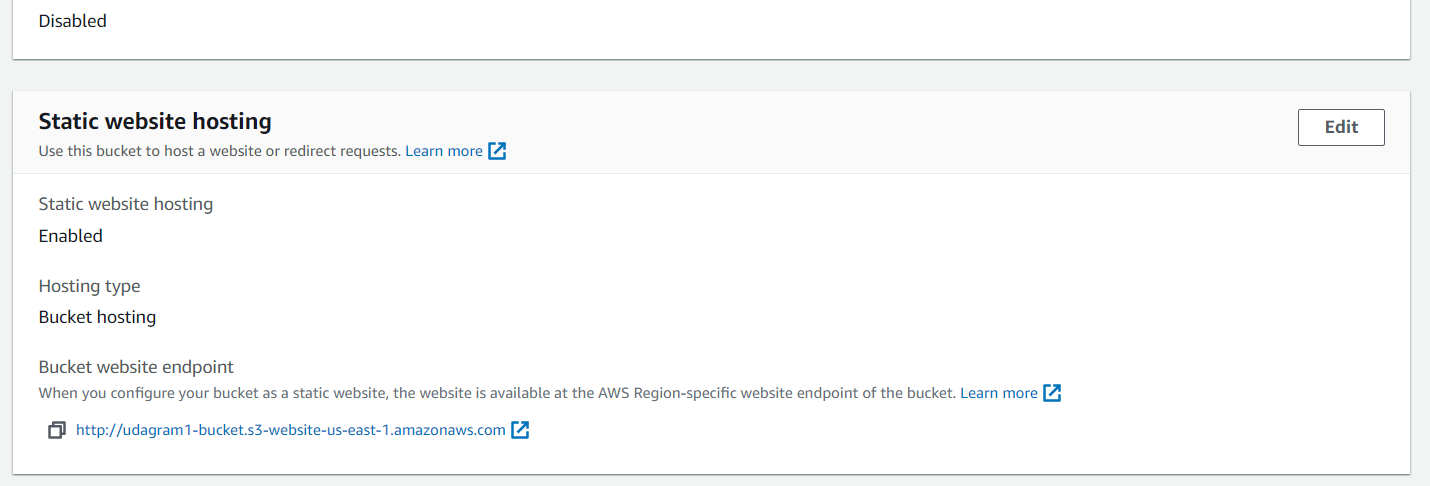 Disabled
Static website hosting
Edit
Use this bucket to host a website or redirect requests. Learn more
Static website hosting
Enabled
Hosting type
Bucket hosting
Bucket website endpoint
When you configure your bucket as a static website, the website is available at the AWS Region-specific website endpoint of the bucket. Learn more
http://udagram1-bucket.s3-website-us-east-1.amazonaws.com